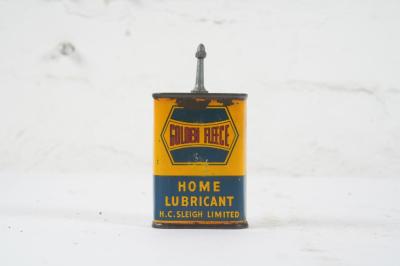 GOLDEN FLEECE
HOME
LUBRICANT
H.C. SLEIGH LIMITED